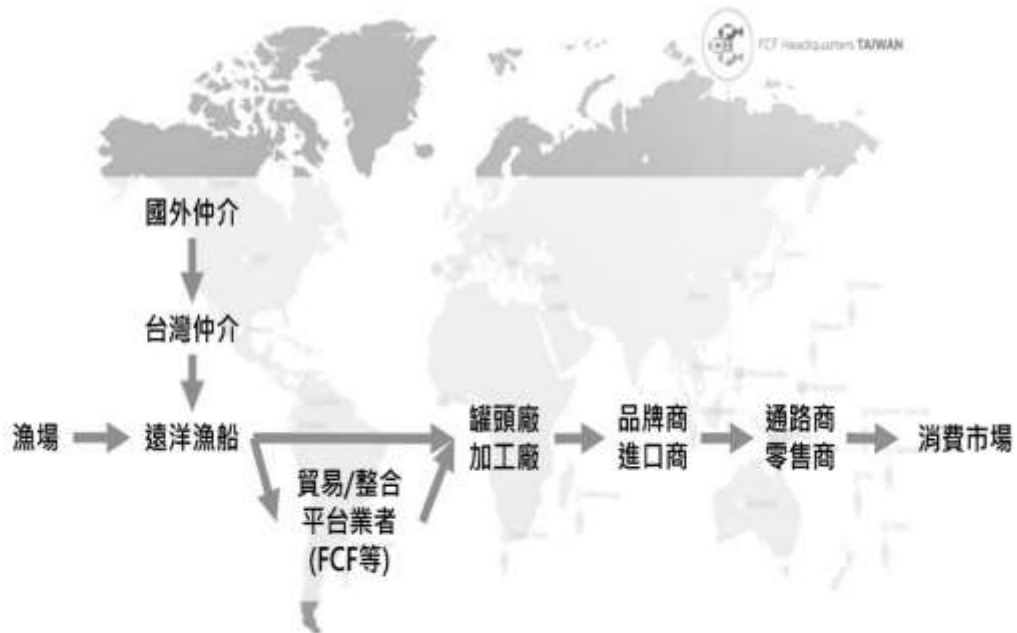 FCF Headquarters TAIWAN
國外仲介
台灣仲介
漁場
遠洋漁船
貿易/整合
平台業者
(FCF等)
罐頭廠
加工廠
品牌商
進口商
通路商
零售商
消費市場